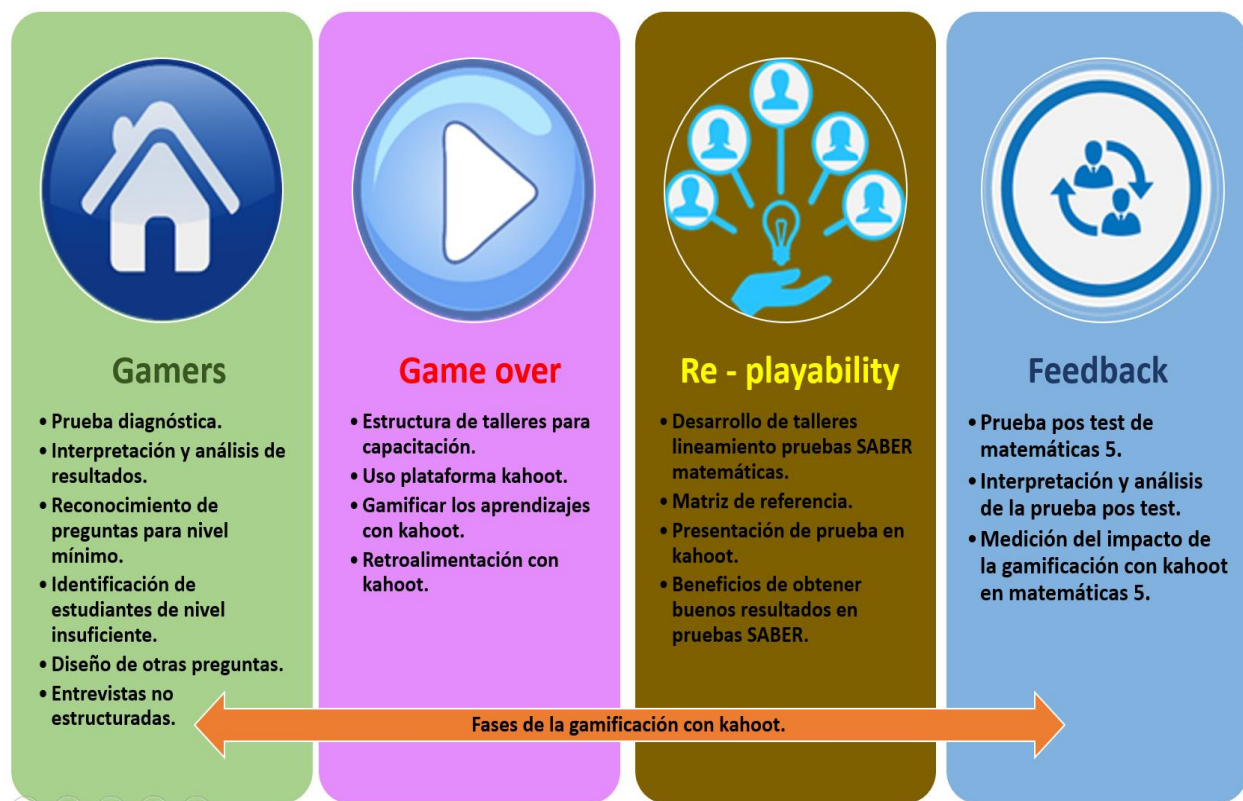 Gamers
• Prueba diagnóstica.
• Interpretación y análisis de
resultados.
• Reconocimiento de
preguntas para nivel
mínimo.
• Identificación de
estudiantes de nivel
insuficiente.
• Diseño de otras preguntas.
• Entrevistas no
estructuradas.
Game over
• Estructura de talleres para
capacitación.
• Uso plataforma kahoot.
• Gamificar los aprendizajes
con kahoot.
• Retroalimentación con
kahoot.
Re - playability
• Desarrollo de talleres
lineamiento pruebas SABER
matemáticas.
• Matriz de referencia.
• Presentación de prueba en
kahoot.
• Beneficios de obtener
buenos resultados en
pruebas SABER.
Feedback
• Prueba pos test de
matemáticas 5.
• Interpretación y análisis
de la prueba pos test.
• Medición del impacto de
la gamificación con kahoot
en matemáticas 5.
Fases de la gamificación con kahoot.